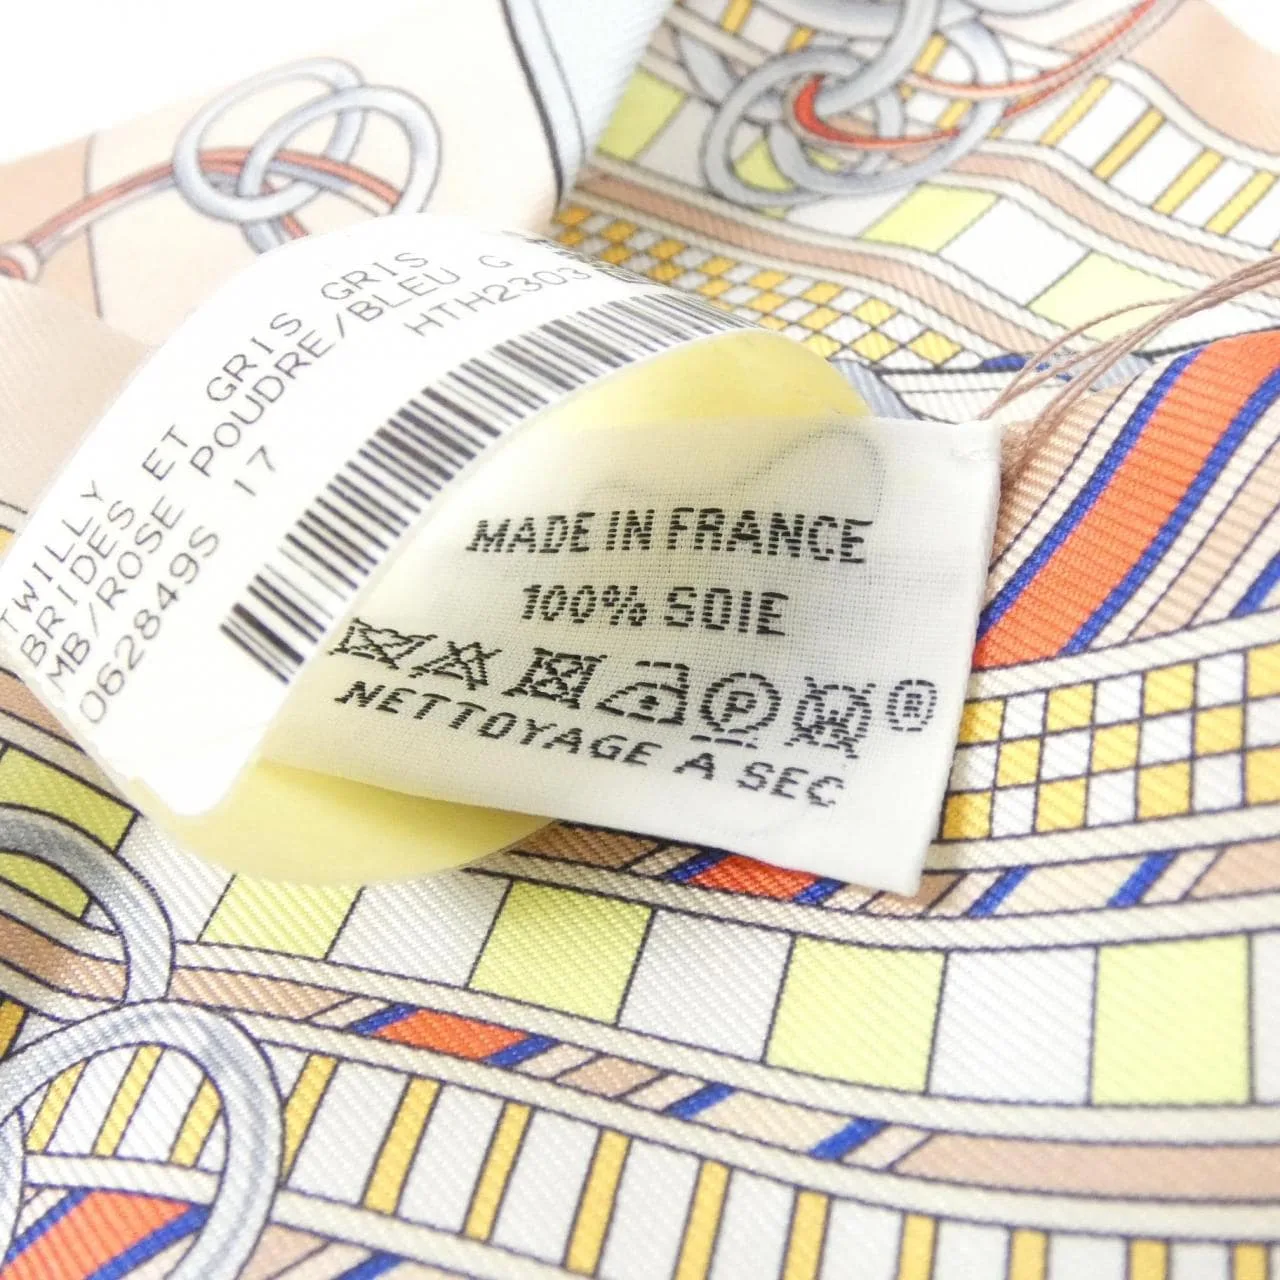 TWILLY
BRIDES ET GRIS GRIS
MB/ROSE POUDRE/BLEU G
062849S 17 HTH2303
MADE IN FRANCE
100% SOIE
P ®
NETTOYAGE A SEC